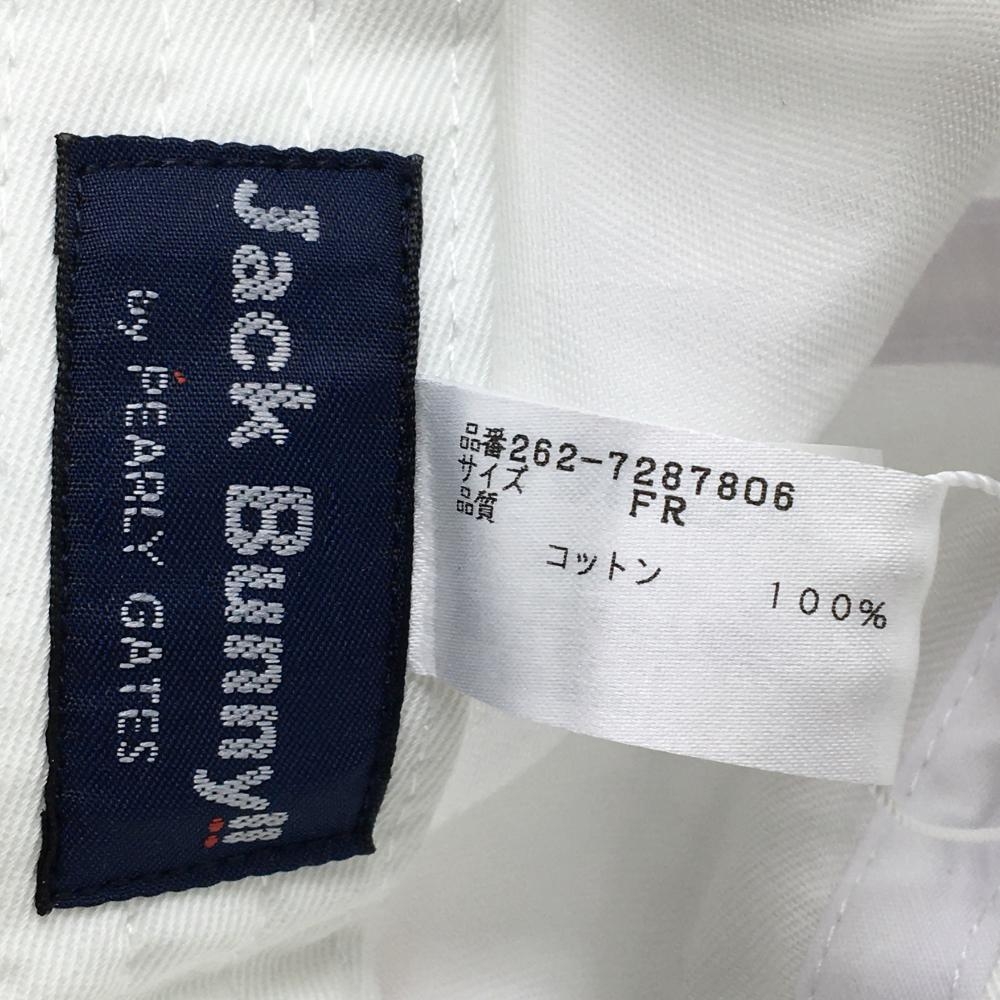 Jack Bunny!!
by PEARLY GATES
品番262-7287806
サイズ FR
品質
コットン 100%